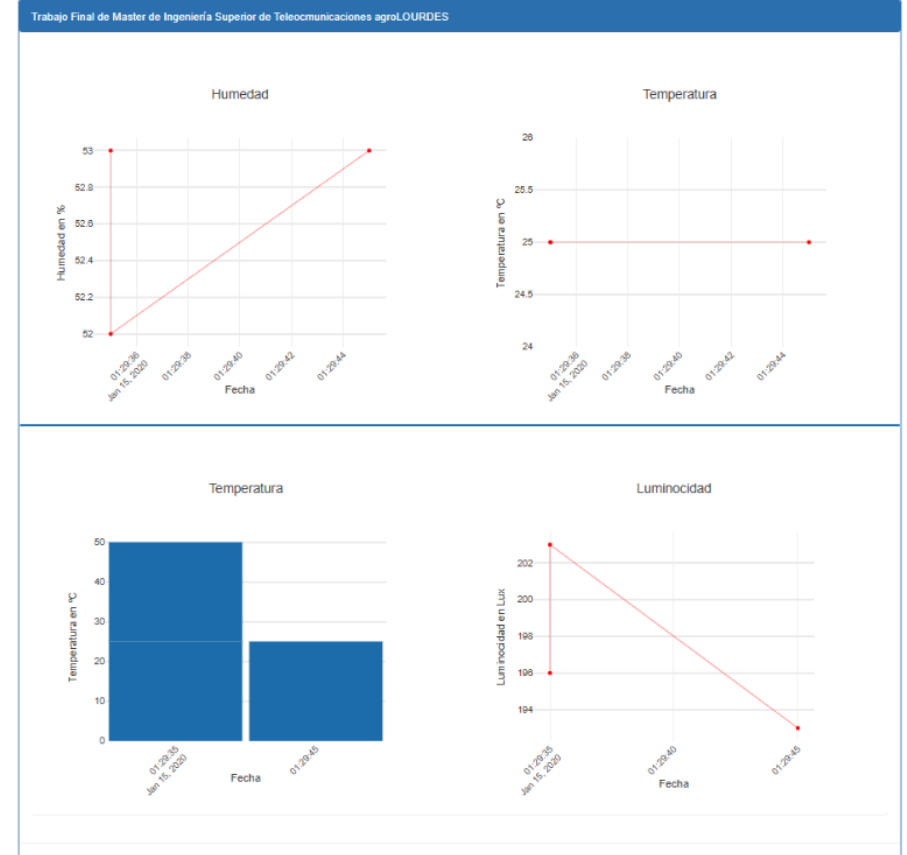 Trabajo Final de Master de Ingeniería Superior de Teleocmunicaciones agroLOURDES
Humedad
53
52.8
52.6
52.4
52.2
52
Humedad en %
01:29:36
Jan 15, 2020
01:29:38
01:29:40
01:29:42
01:29:44
Fecha
Temperatura
26
25.5
25
24.5
24
Temperatura en ºC
01:29:36
Jan 15, 2020
01:29:38
01:29:40
01:29:42
01:29:44
Fecha
Temperatura
50
40
30
20
10
0
Temperatura en ºC
01:29:35
Jan 15, 2020
01:29:45
Fecha
Luminocidad
202
200
198
196
194
Luminocidad en Lux
01:29:35
Jan 15, 2020
01:29:40
01:29:45
Fecha